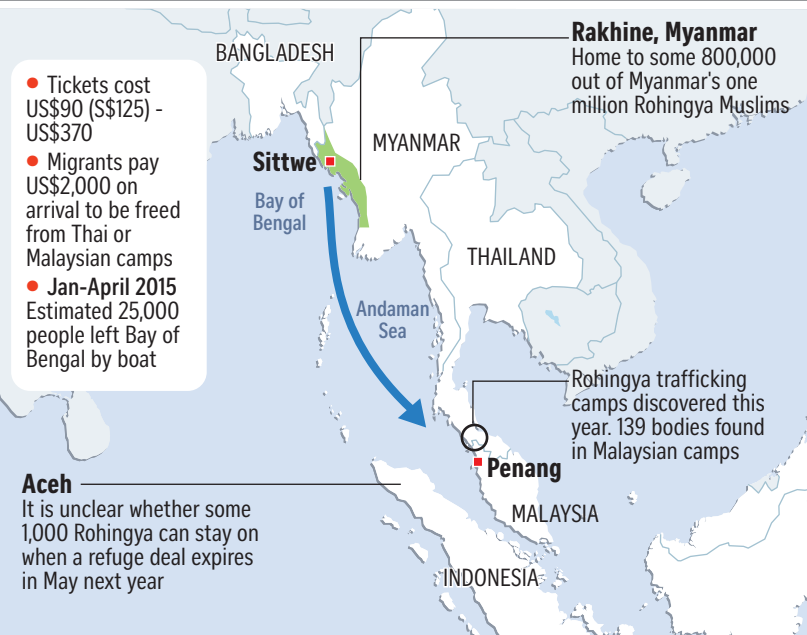 Rakhine, Myanmar
Home to some 800,000
out of Myanmar's one
million Rohingya Muslims
BANGLADESH
• Tickets cost
US$90 (S$125) -
US$370
• Migrants pay
US$2,000 on
arrival to be freed
from Thai or
Malaysian camps
• Jan-April 2015
Estimated 25,000
people left Bay of
Bengal by boat
MYANMAR
Sittwe
Bay of
Bengal
THAILAND
Andaman
Sea
Rohingya trafficking
camps discovered this
year. 139 bodies found
in Malaysian camps
Penang
MALAYSIA
Aceh
It is unclear whether some
1,000 Rohingya can stay on
when a refuge deal expires
in May next year
INDONESIA